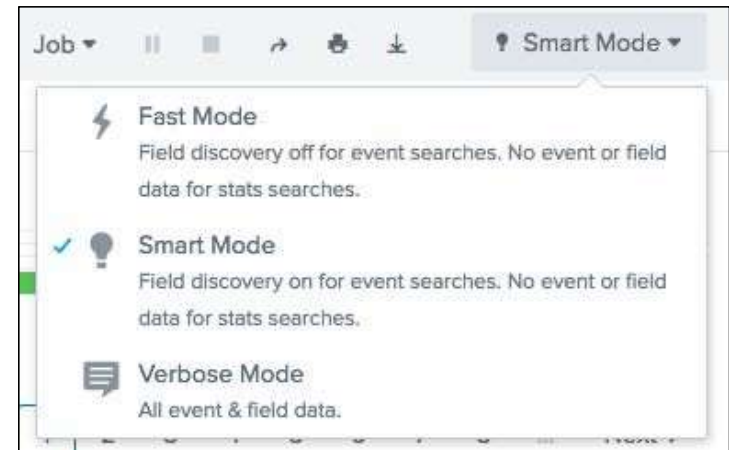 Job
Smart Mode
Fast Mode
Field discovery off for event searches. No event or field
data for stats searches.
Smart Mode
Field discovery on for event searches. No event or field
data for stats searches.
Verbose Mode
All event & field data.